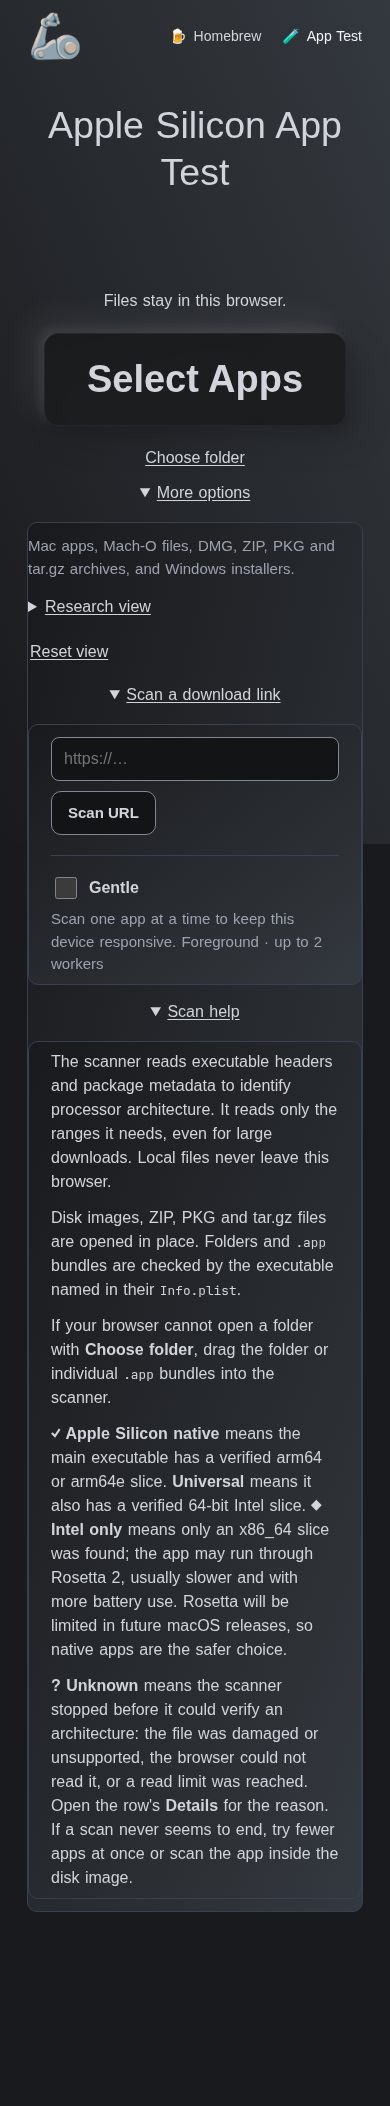 🍺 Homebrew 🧪 App Test
Apple Silicon App
Test
Files stay in this browser.
Select Apps
Choose folder
▼ More options
Mac apps, Mach-O files, DMG, ZIP, PKG and
tar.gz archives, and Windows installers.
▶ Research view
Reset view
▼ Scan a download link
https://…
Scan URL
Gentle
Scan one app at a time to keep this
device responsive. Foreground · up to 2
workers
▼ Scan help
The scanner reads executable headers
and package metadata to identify
processor architecture. It reads only the
ranges it needs, even for large
downloads. Local files never leave this
browser.
Disk images, ZIP, PKG and tar.gz files
are opened in place. Folders and .app
bundles are checked by the executable
named in their Info.plist.
If your browser cannot open a folder
with Choose folder, drag the folder or
individual .app bundles into the
scanner.
✓ Apple Silicon native means the
main executable has a verified arm64
or arm64e slice. Universal means it
also has a verified 64-bit Intel slice. ◆
Intel only means only an x86_64 slice
was found; the app may run through
Rosetta 2, usually slower and with
more battery use. Rosetta will be
limited in future macOS releases, so
native apps are the safer choice.
? Unknown means the scanner
stopped before it could verify an
architecture: the file was damaged or
unsupported, the browser could not
read it, or a read limit was reached.
Open the row's Details for the reason.
If a scan never seems to end, try fewer
apps at once or scan the app inside the
disk image.